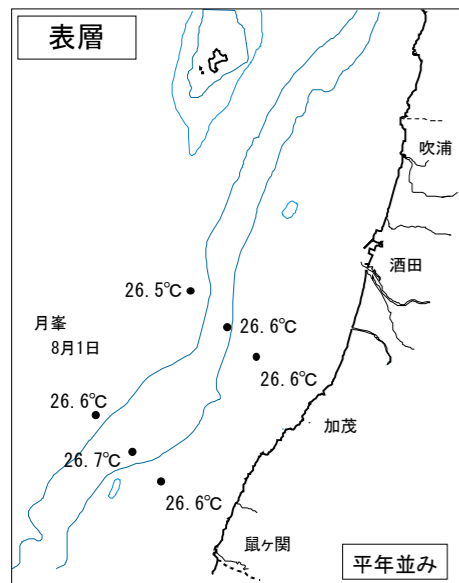 表層
吹浦
酒田
26.5℃
月峯
8月1日
26.6℃
26.6℃
26.6℃
加茂
26.7℃
26.6℃
鼠ヶ関
平年並み